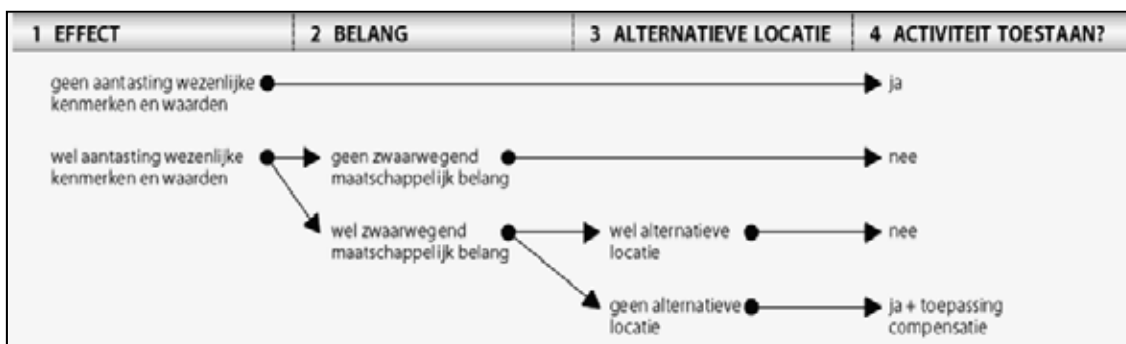 1 EFFECT
2 BELANG
3 ALTERNATIEVE LOCATIE
4 ACTIVITEIT TOESTAAN?
geen aantasting wezenlijke
kenmerken en waarden
ja
wel aantasting wezenlijke
kenmerken en waarden
geen zwaarwegend
maatschappelijk belang
nee
wel zwaarwegend
maatschappelijk belang
wel alternatieve
locatie
nee
geen alternatieve
locatie
ja + toepassing
compensatie